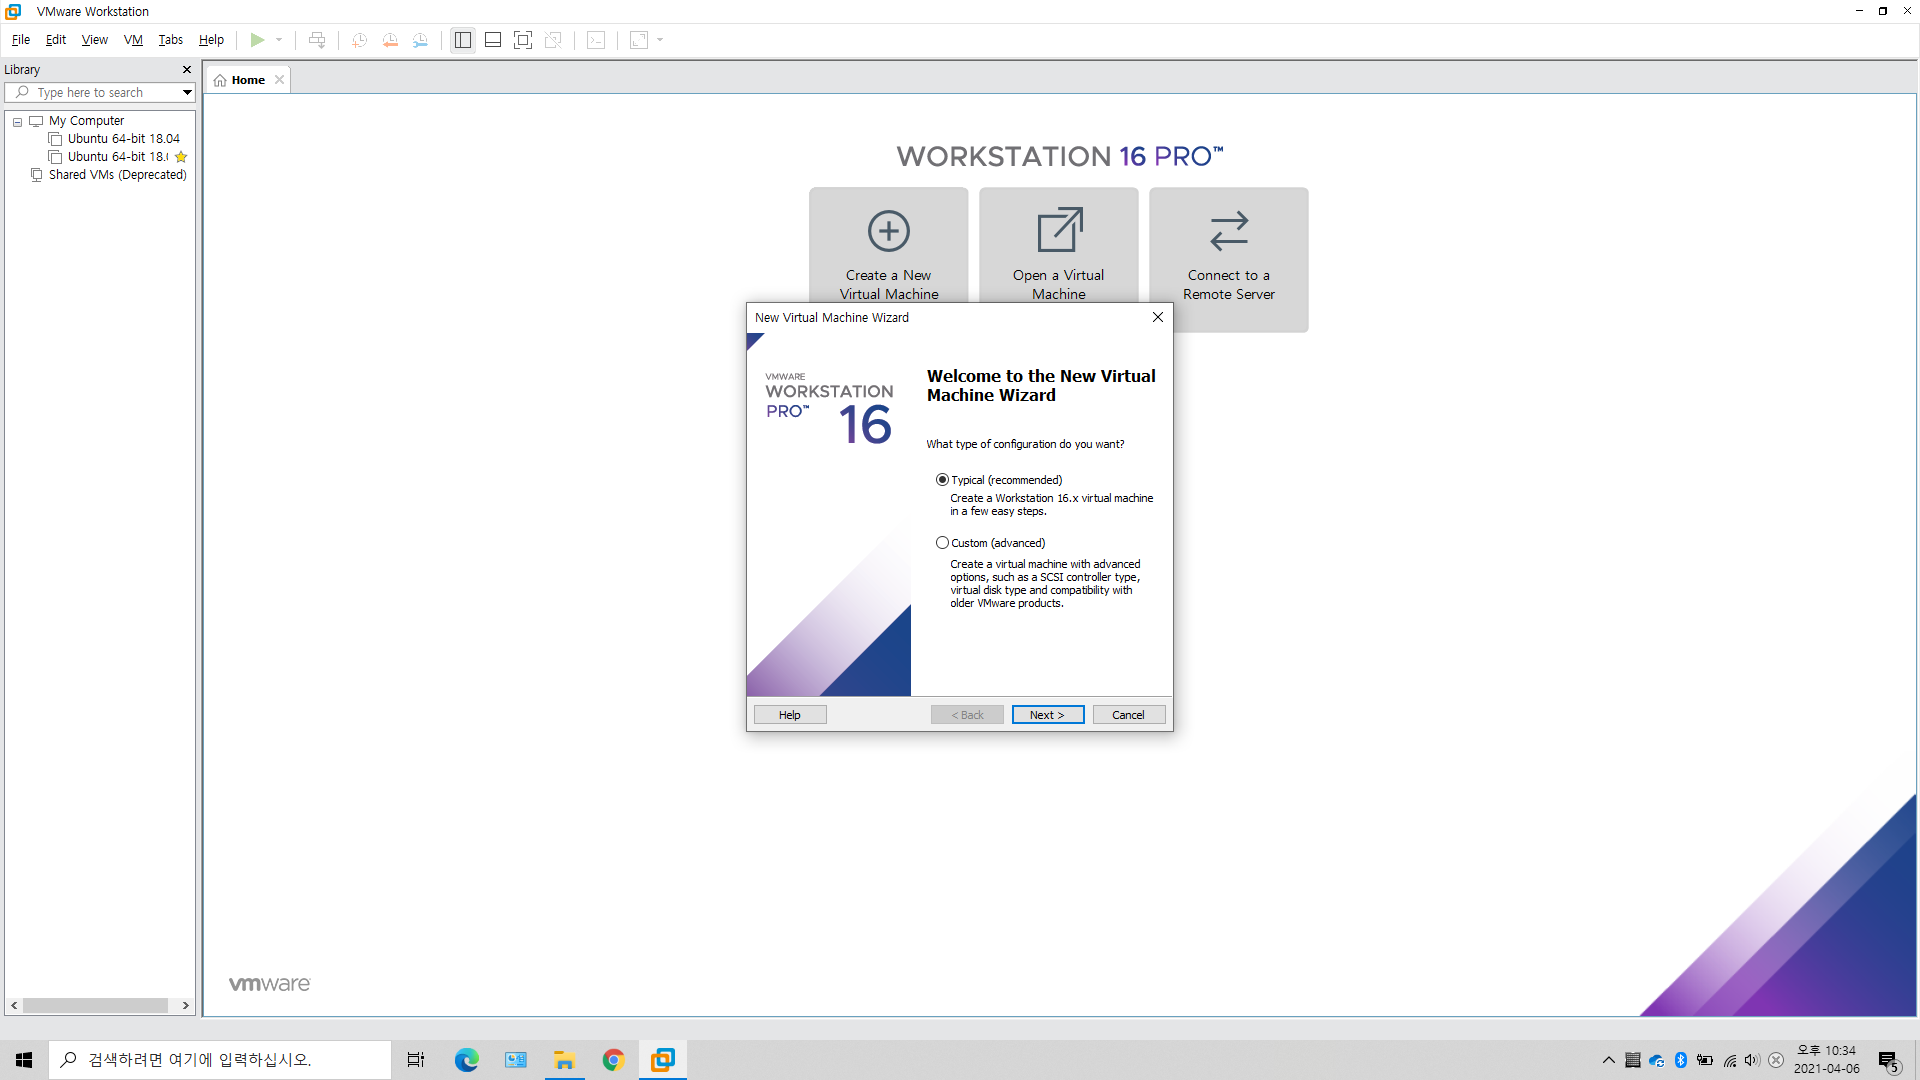 VMware Workstation
File Edit View VM Tabs Help
Library
Type here to search
My Computer
Ubuntu 64-bit 18.04
Ubuntu 64-bit 18.
Shared VMs (Deprecated)
Home
WORKSTATION 16 PRO™
Create a New
Virtual Machine
Open a Virtual
Machine
Connect to a
Remote Server
New Virtual Machine Wizard
VMWARE
WORKSTATION
PRO™ 16
Welcome to the New Virtual
Machine Wizard
What type of configuration do you want?
Typical (recommended)
Create a Workstation 16.x virtual machine
in a few easy steps.
Custom (advanced)
Create a virtual machine with advanced
options, such as a SCSI controller type,
virtual disk type and compatibility with
older VMware products.
Help < Back Next > Cancel
vmware
검색하려면 여기에 입력하십시오.
오후 10:34
2021-04-06
5